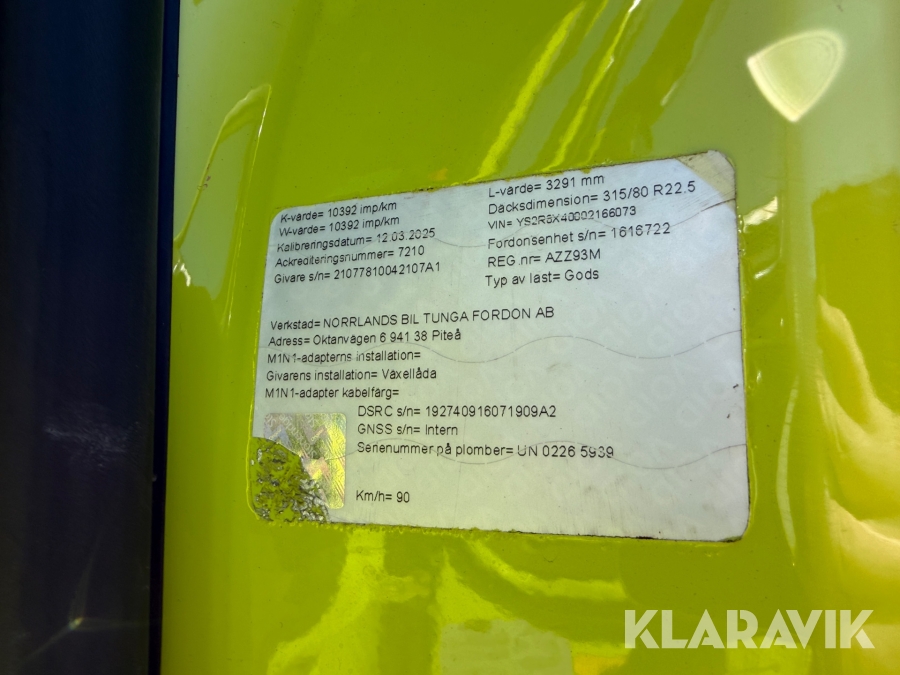 K-värde= 10392 imp/km
W-värde= 10392 imp/km
Kalibreringsdatum= 12.03.2025
Ackrediteringsnummer= 7210
Givare s/n= 21077810042107A1
L-värde= 3291 mm
Däcksdimension= 315/80 R22.5
VIN= YS2R6X40002166073
Fordonsenhet s/n= 1616722
REG.nr= AZZ93M
Typ av last= Gods
Verkstad= NORRLANDS BIL TUNGA FORDON AB
Adress= Oktanvägen 6 941 38 Piteå
M1N1-adapterns installation=
Givarens installation= Växellåda
M1N1-adapter kabelfärg=
DSRC s/n= 192740916071909A2
GNSS s/n= Intern
Serienummer på plomber= UN 0226 5939
Km/h= 90
KLARAVIK